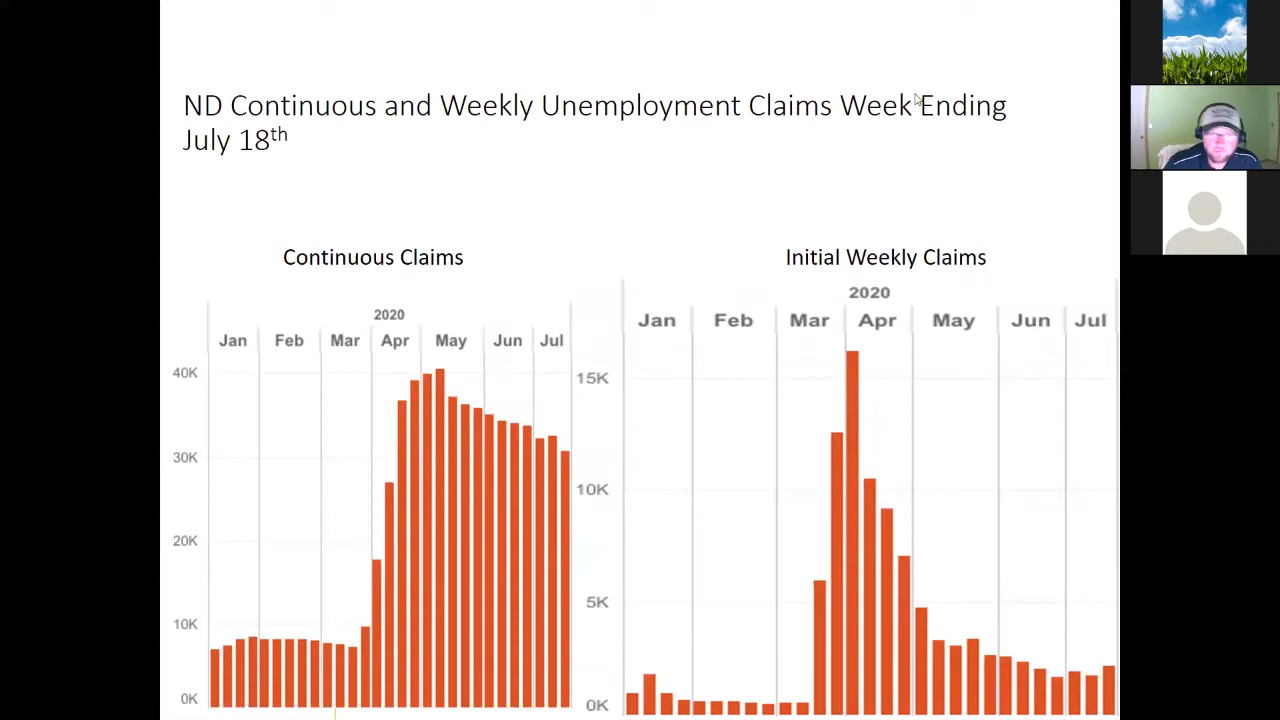 ND Continuous and Weekly Unemployment Claims Week Ending
July 18th
Continuous Claims
2020
Jan Feb Mar Apr May Jun Jul
40K
30K
20K
10K
0K
Initial Weekly Claims
2020
Jan Feb Mar Apr May Jun Jul
15K
10K
5K
0K